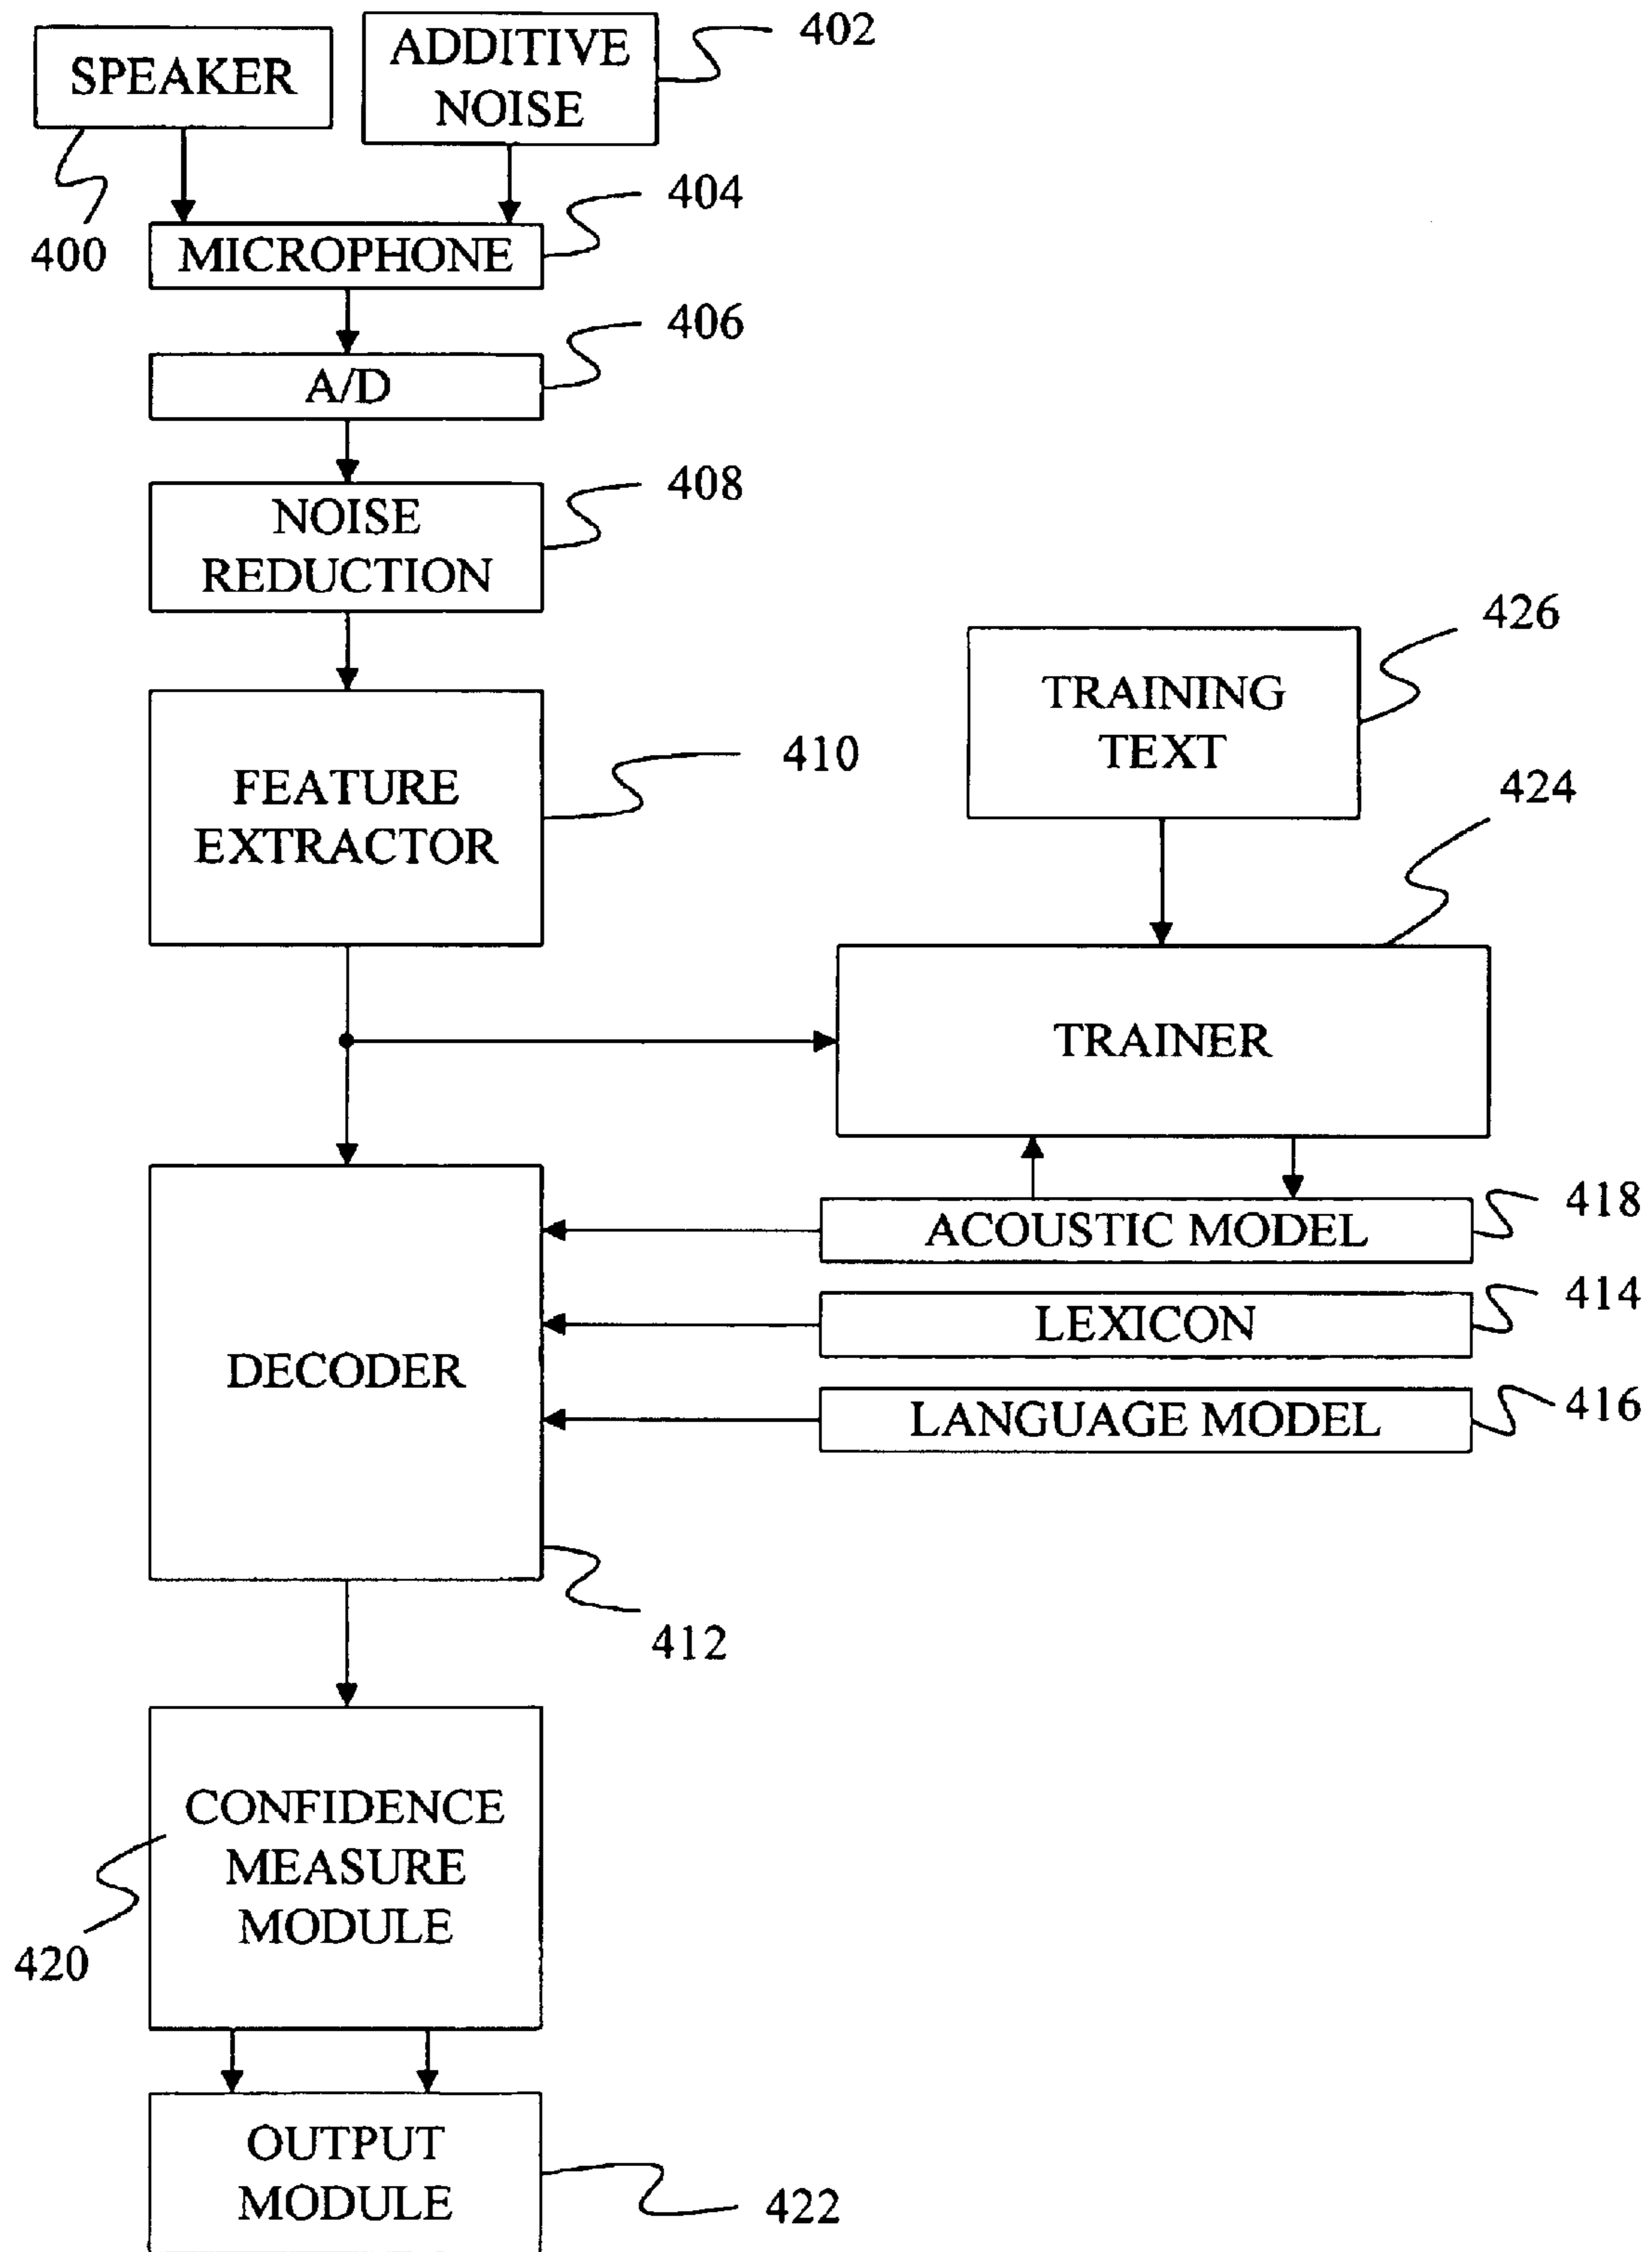 SPEAKER
ADDITIVE
NOISE
402
400
MICROPHONE
404
A/D
406
NOISE
REDUCTION
408
FEATURE
EXTRACTOR
410
TRAINING
TEXT
426
TRAINER
424
DECODER
412
ACOUSTIC MODEL
418
LEXICON
414
LANGUAGE MODEL
416
CONFIDENCE
MEASURE
MODULE
420
OUTPUT
MODULE
422